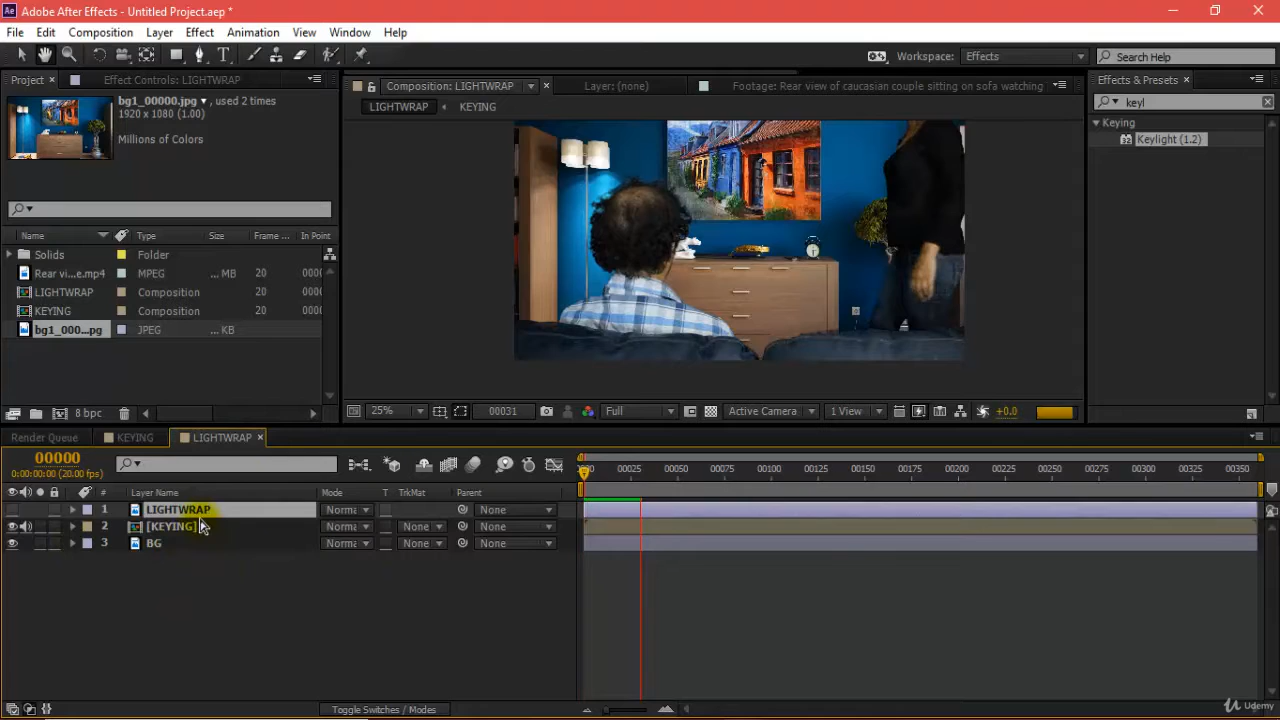 Ae Adobe After Effects - Untitled Project.aep *
File Edit Composition Layer Effect Animation View Window Help
Workspace: Effects Search Help
Project × Effect Controls: LIGHTWRAP
Composition: LIGHTWRAP × Layer: (none) Footage: Rear view of caucasian couple sitting on sofa watching
Effects & Presets ×
bg1_00000.jpg ▾ , used 2 times
1920 x 1080 (1.00)
Millions of Colors
LIGHTWRAP KEYING
keyl
Keying
Keylight (1.2)
Name Type Size Frame ... In Point
Solids Folder
Rear vi...e.mp4 MPEG ... MB 20 0000
LIGHTWRAP Composition 20 0000
KEYING Composition 20 0000
bg1_000....pg JPEG ... KB
8 bpc
25% 00031 Full Active Camera 1 View +0.0
Render Queue KEYING LIGHTWRAP ×
00000
0:00:00:00 (20.00 fps)
00025 00050 00075 00100 00125 00150 00175 00200 00225 00250 00275 00300 00325 00350
# Layer Name Mode T TrkMat Parent
1 LIGHTWRAP Norma None
2 [KEYING] Norma None None
3 BG Norma None None
Toggle Switches / Modes
Udemy